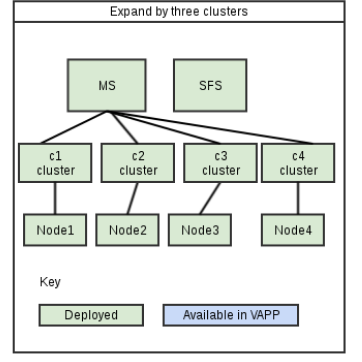 Expand by three clusters
MS
SFS
c1
cluster
c2
cluster
c3
cluster
c4
cluster
Node1
Node2
Node3
Node4
Key
Deployed
Available in VAPP